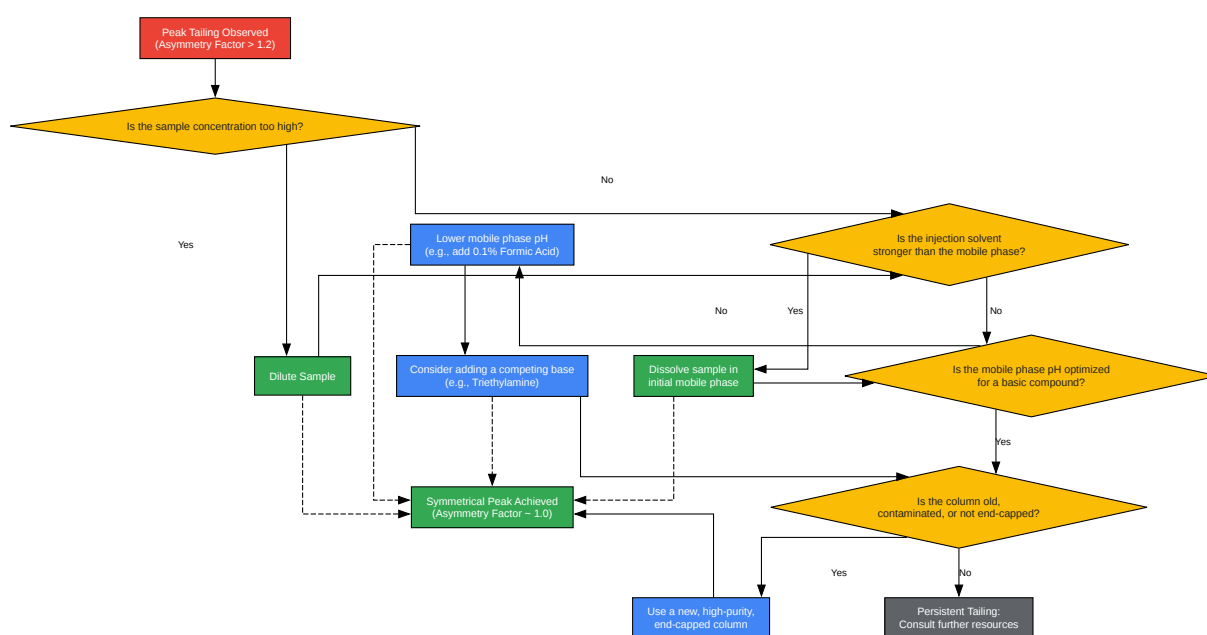 Peak Tailing Observed
(Asymmetry Factor > 1.2)
Is the sample concentration too high?
No
Yes
Lower mobile phase pH
(e.g., add 0.1% Formic Acid)
Is the injection solvent
stronger than the mobile phase?
No
Yes
No
Dilute Sample
Consider adding a competing base
(e.g., Triethylamine)
Dissolve sample in
initial mobile phase
Is the mobile phase pH optimized
for a basic compound?
Yes
Symmetrical Peak Achieved
(Asymmetry Factor ~ 1.0)
Is the column old,
contaminated, or not end-capped?
Yes
No
Use a new, high-purity,
end-capped column
Persistent Tailing:
Consult further resources